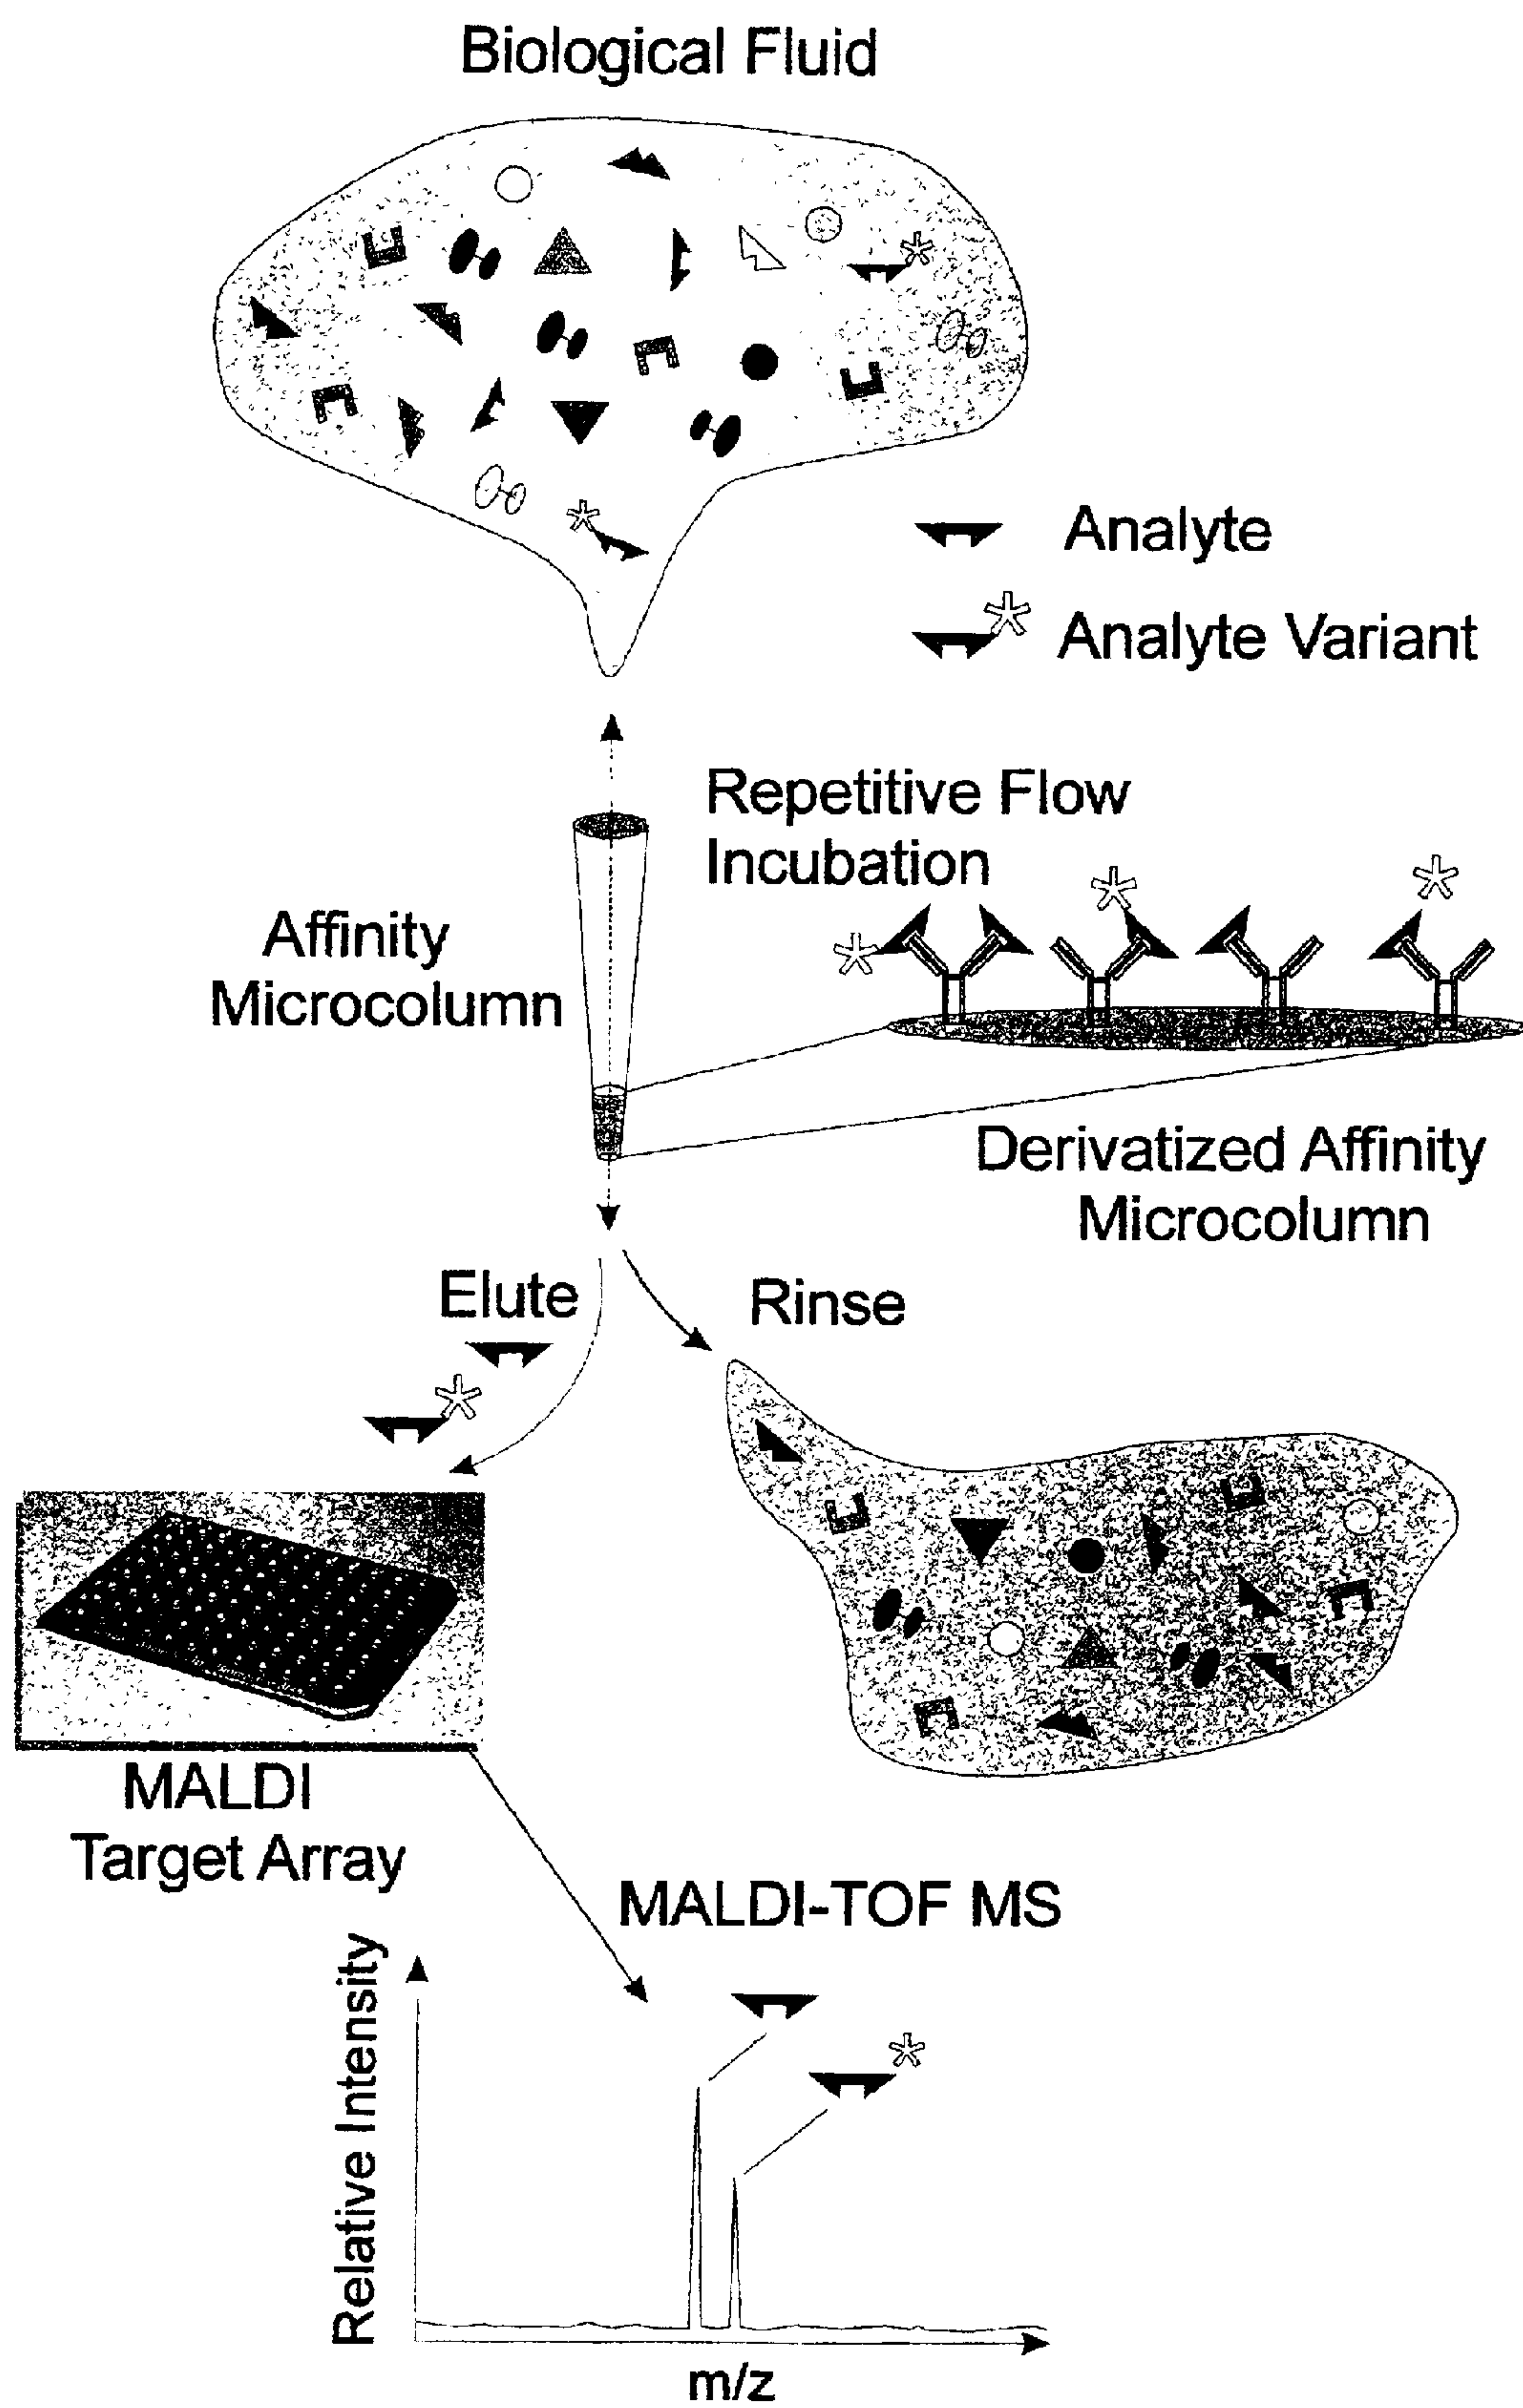 Biological Fluid
Analyte
Analyte Variant
Repetitive Flow
Incubation
Affinity
Microcolumn
Derivatized Affinity
Microcolumn
Elute
Rinse
MALDI
Target Array
MALDI-TOF MS
Relative Intensity
m/z